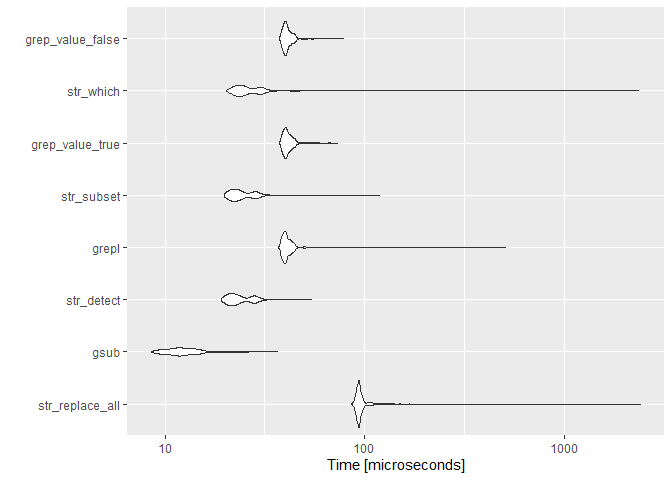 grep_value_false
str_which
grep_value_true
str_subset
grepl
str_detect
gsub
str_replace_all
10 100 1000
Time [microseconds]